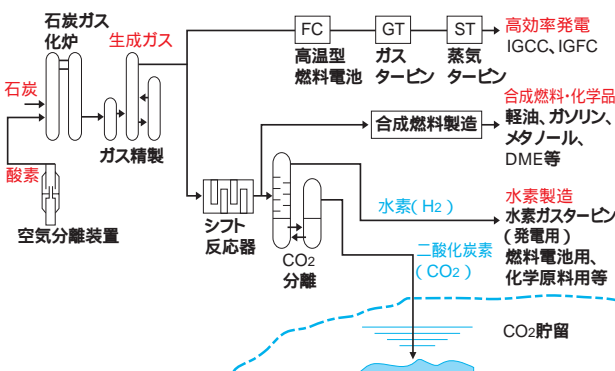 石炭ガス
化炉
生成ガス
石炭
酸素
空気分離装置
ガス精製
FC
高温型
燃料電池
GT
ガス
タービン
ST
蒸気
タービン
高効率発電
IGCC、IGFC
合成燃料製造
合成燃料・化学品
軽油、ガソリン、
メタノール、
DME等
シフト
反応器
CO2
分離
水素(H2)
水素製造
水素ガスタービン
(発電用)
燃料電池用、
化学原料用等
二酸化炭素
(CO2)
CO2貯留